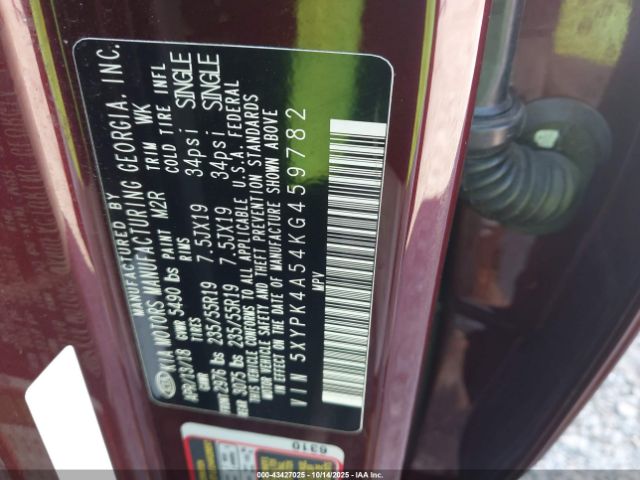 MANUFACTURED BY
KIA MOTORS MANUFACTURING GEORGIA, INC.
APR/13/18 PAINT M2R TRIM WK
GVWR 5490 lbs
GAWR TIRES RIMS COLD TIRE INFL
2976 lbs 235/55R19 7.5JX19 34psi SINGLE
REAR 3075 lbs 235/55R19 7.5JX19 34psi SINGLE
THIS VEHICLE CONFORMS TO ALL APPLICABLE U.S.A. FEDERAL
MOTOR VEHICLE SAFETY AND THEFT PREVENTION STANDARDS
IN EFFECT ON THE DATE OF MANUFACTURE SHOWN ABOVE
VIN 5XYPK4A54KG459782
MPV
6310
000-43427025 - 10/14/2025 - © IAA, Inc.